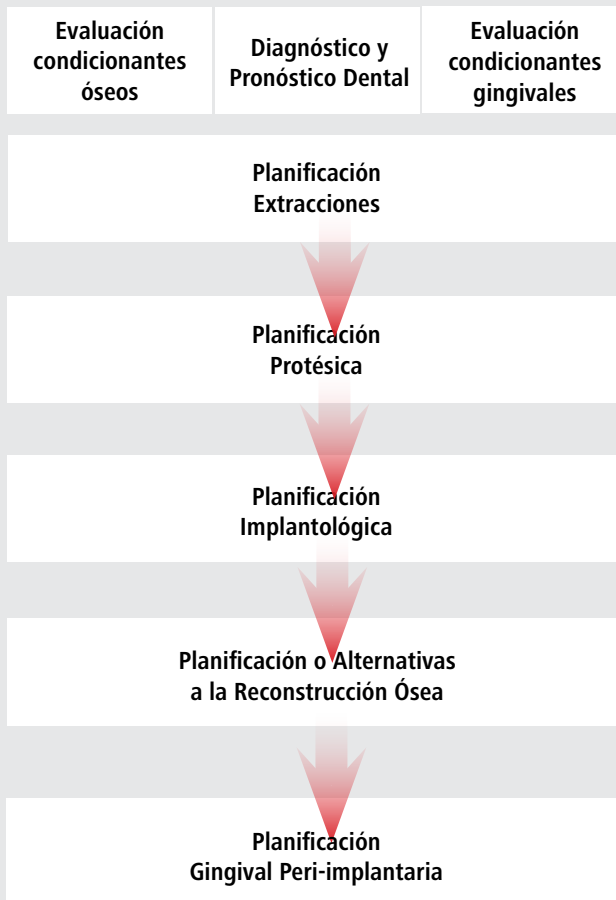 Evaluación
condicionantes
óseos
Diagnóstico y
Pronóstico Dental
Evaluación
condicionantes
gingivales
Planificación
Extracciones
Planificación
Protésica
Planificación
Implantológica
Planificación o Alternativas
a la Reconstrucción Ósea
Planificación
Gingival Peri-implantaria